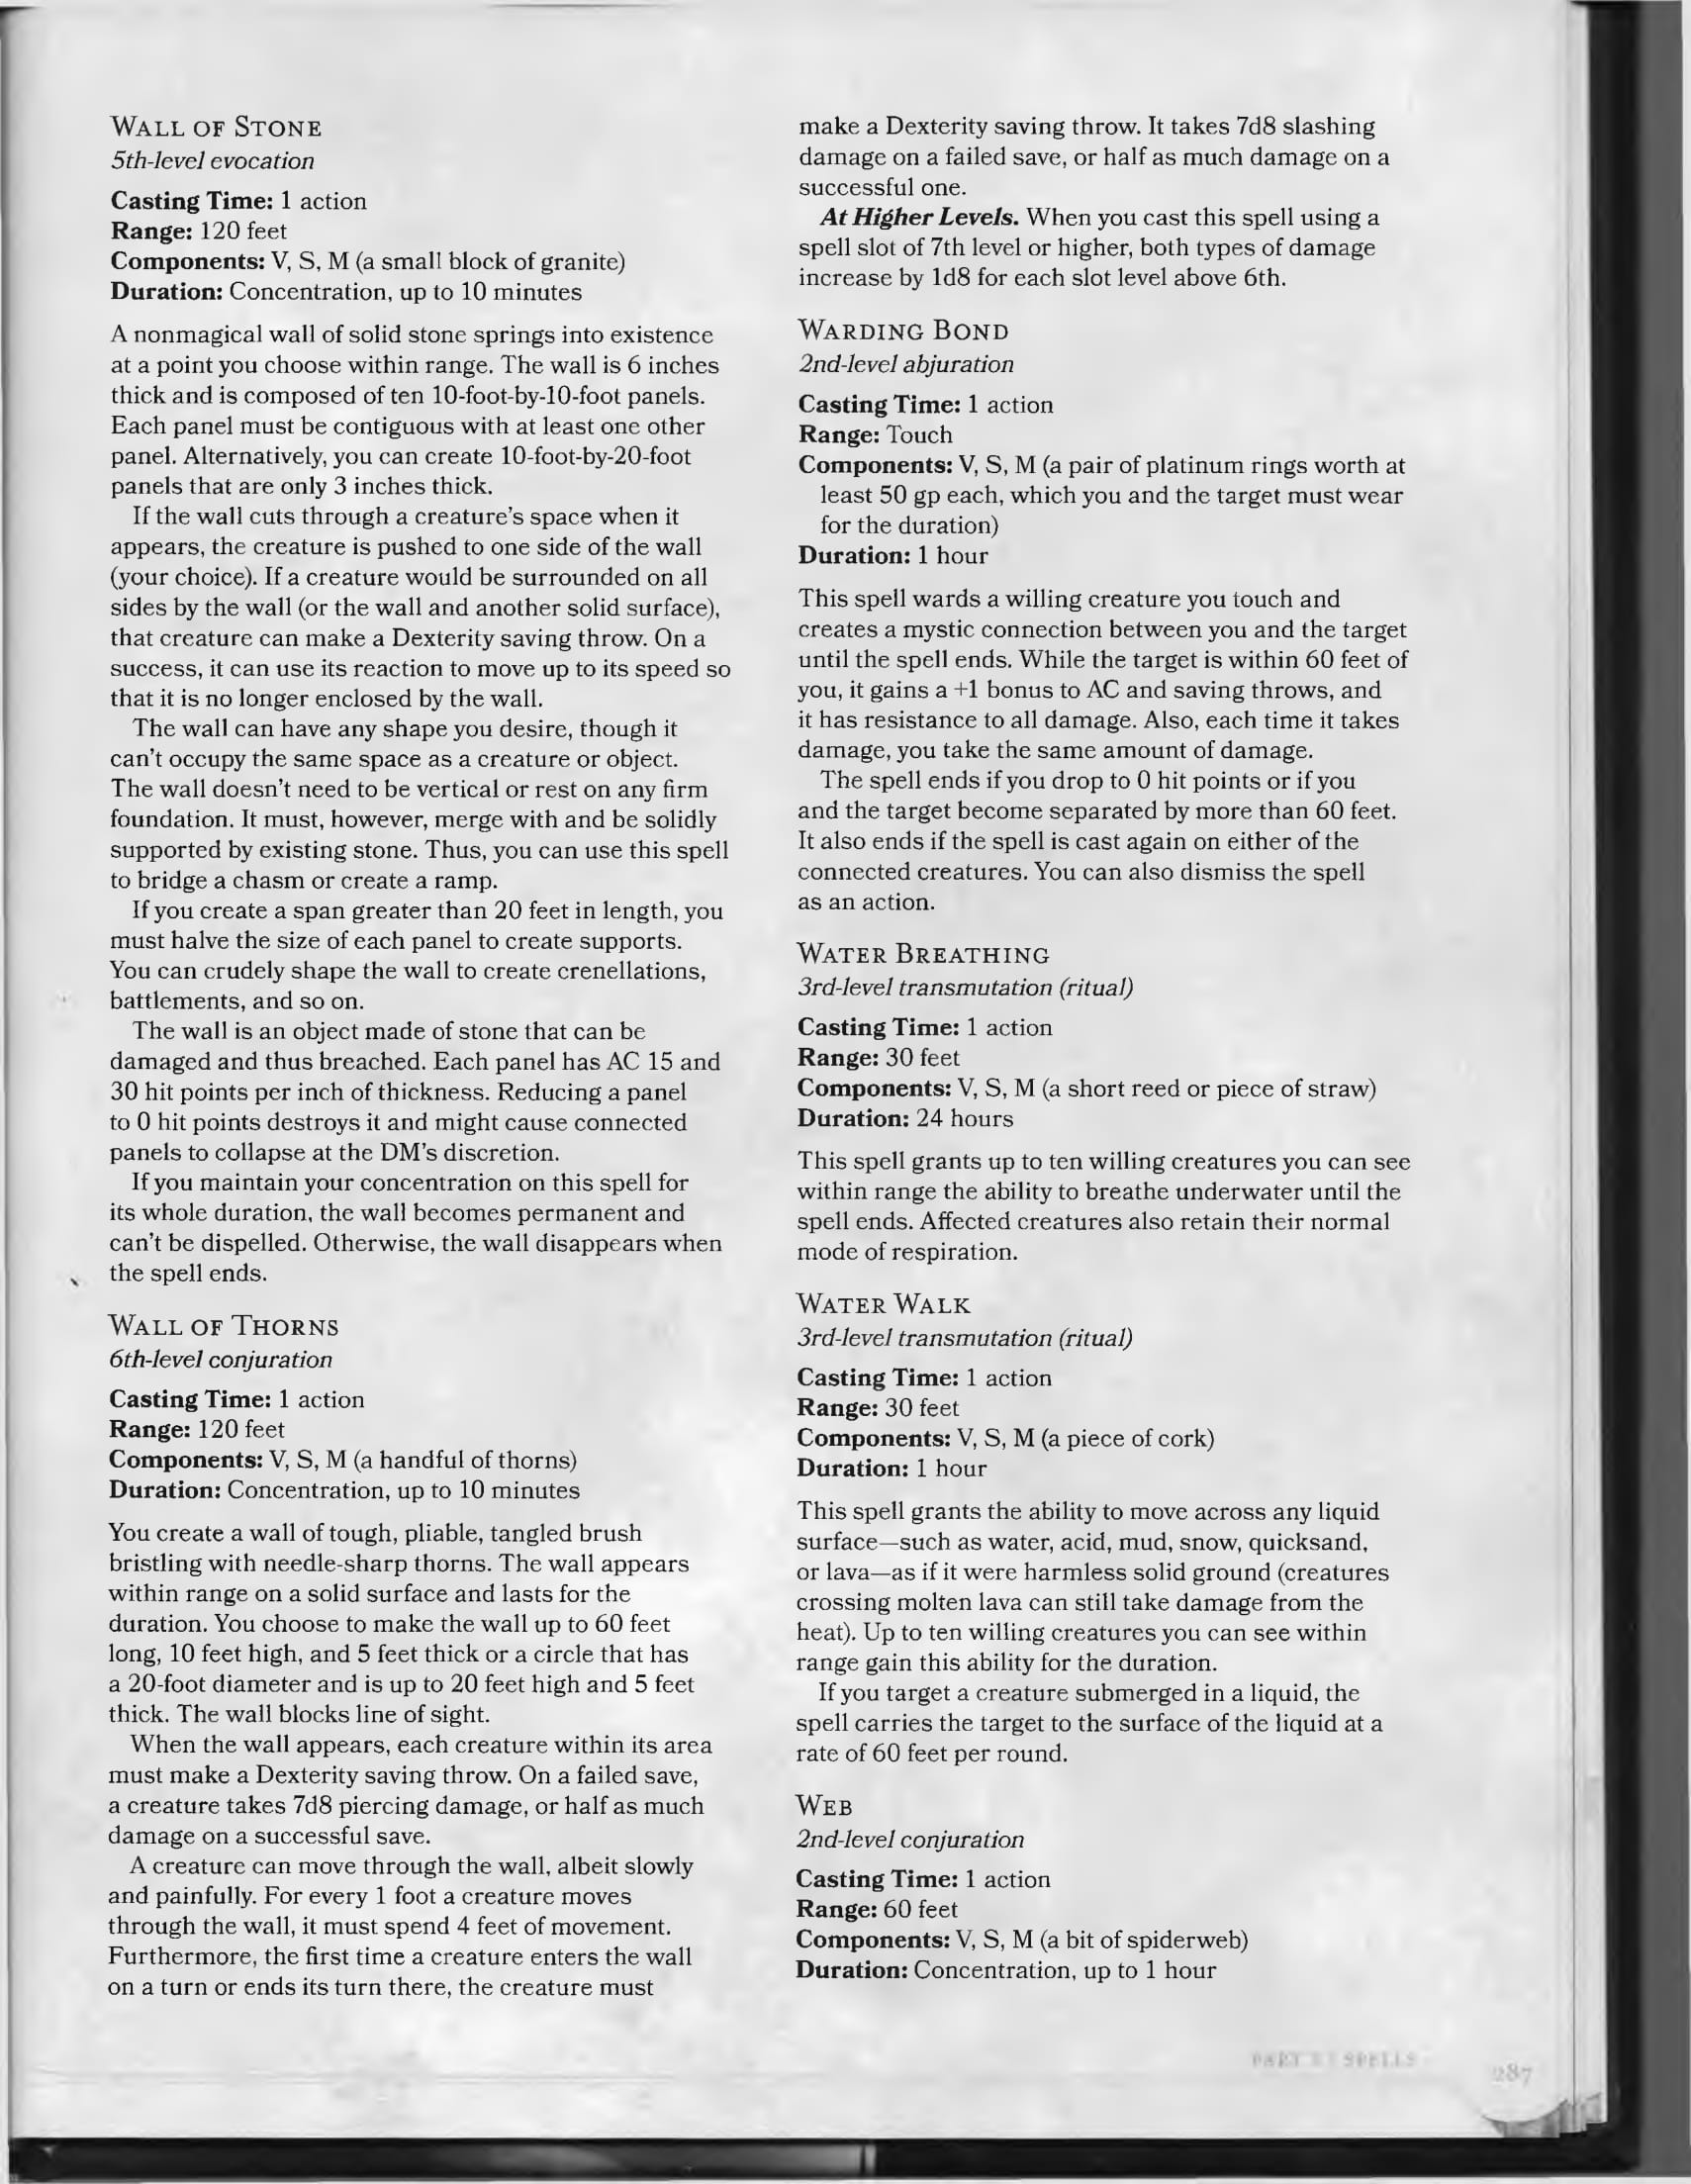 WALL OF STONE
5th-level evocation
Casting Time: 1 action
Range: 120 feet
Components: V, S, M (a small block of granite)
Duration: Concentration, up to 10 minutes
A nonmagical wall of solid stone springs into existence
at a point you choose within range. The wall is 6 inches
thick and is composed of ten 10-foot-by-10-foot panels.
Each panel must be contiguous with at least one other
panel. Alternatively, you can create 10-foot-by-20-foot
panels that are only 3 inches thick.
If the wall cuts through a creature's space when it
appears, the creature is pushed to one side of the wall
(your choice). If a creature would be surrounded on all
sides by the wall (or the wall and another solid surface),
that creature can make a Dexterity saving throw. On a
success, it can use its reaction to move up to its speed so
that it is no longer enclosed by the wall.
The wall can have any shape you desire, though it
can't occupy the same space as a creature or object.
The wall doesn't need to be vertical or rest on any firm
foundation. It must, however, merge with and be solidly
supported by existing stone. Thus, you can use this spell
to bridge a chasm or create a ramp.
If you create a span greater than 20 feet in length, you
must halve the size of each panel to create supports.
You can crudely shape the wall to create crenellations,
battlements, and so on.
The wall is an object made of stone that can be
damaged and thus breached. Each panel has AC 15 and
30 hit points per inch of thickness. Reducing a panel
to 0 hit points destroys it and might cause connected
panels to collapse at the DM's discretion.
If you maintain your concentration on this spell for
its whole duration, the wall becomes permanent and
can't be dispelled. Otherwise, the wall disappears when
the spell ends.
WALL OF THORNS
6th-level conjuration
Casting Time: 1 action
Range: 120 feet
Components: V, S, M (a handful of thorns)
Duration: Concentration, up to 10 minutes
You create a wall of tough, pliable, tangled brush
bristling with needle-sharp thorns. The wall appears
within range on a solid surface and lasts for the
duration. You choose to make the wall up to 60 feet
long, 10 feet high, and 5 feet thick or a circle that has
a 20-foot diameter and is up to 20 feet high and 5 feet
thick. The wall blocks line of sight.
When the wall appears, each creature within its area
must make a Dexterity saving throw. On a failed save,
a creature takes 7d8 piercing damage, or half as much
damage on a successful save.
A creature can move through the wall, albeit slowly
and painfully. For every 1 foot a creature moves
through the wall, it must spend 4 feet of movement.
Furthermore, the first time a creature enters the wall
on a turn or ends its turn there, the creature must
make a Dexterity saving throw. It takes 7d8 slashing
damage on a failed save, or half as much damage on a
successful one.
At Higher Levels. When you cast this spell using a
spell slot of 7th level or higher, both types of damage
increase by 1d8 for each slot level above 6th.
WARDING BOND
2nd-level abjuration
Casting Time: 1 action
Range: Touch
Components: V, S, M (a pair of platinum rings worth at
least 50 gp each, which you and the target must wear
for the duration)
Duration: 1 hour
This spell wards a willing creature you touch and
creates a mystic connection between you and the target
until the spell ends. While the target is within 60 feet of
you, it gains a +1 bonus to AC and saving throws, and
it has resistance to all damage. Also, each time it takes
damage, you take the same amount of damage.
The spell ends if you drop to 0 hit points or if you
and the target become separated by more than 60 feet.
It also ends if the spell is cast again on either of the
connected creatures. You can also dismiss the spell
as an action.
WATER BREATHING
3rd-level transmutation (ritual)
Casting Time: 1 action
Range: 30 feet
Components: V, S, M (a short reed or piece of straw)
Duration: 24 hours
This spell grants up to ten willing creatures you can see
within range the ability to breathe underwater until the
spell ends. Affected creatures also retain their normal
mode of respiration.
WATER WALK
3rd-level transmutation (ritual)
Casting Time: 1 action
Range: 30 feet
Components: V, S, M (a piece of cork)
Duration: 1 hour
This spell grants the ability to move across any liquid
surface—such as water, acid, mud, snow, quicksand,
or lava—as if it were harmless solid ground (creatures
crossing molten lava can still take damage from the
heat). Up to ten willing creatures you can see within
range gain this ability for the duration.
If you target a creature submerged in a liquid, the
spell carries the target to the surface of the liquid at a
rate of 60 feet per round.
WEB
2nd-level conjuration
Casting Time: 1 action
Range: 60 feet
Components: V, S, M (a bit of spiderweb)
Duration: Concentration, up to 1 hour
PART SPELLS
287